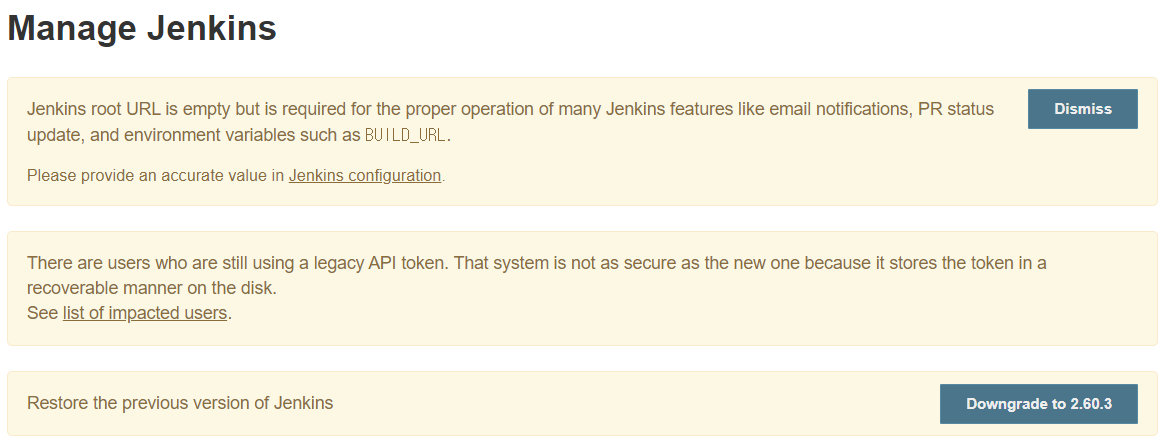 Manage Jenkins
Jenkins root URL is empty but is required for the proper operation of many Jenkins features like email notifications, PR status
update, and environment variables such as BUILD_URL.
Dismiss
Please provide an accurate value in Jenkins configuration.
There are users who are still using a legacy API token. That system is not as secure as the new one because it stores the token in a
recoverable manner on the disk.
See list of impacted users.
Restore the previous version of Jenkins
Downgrade to 2.60.3